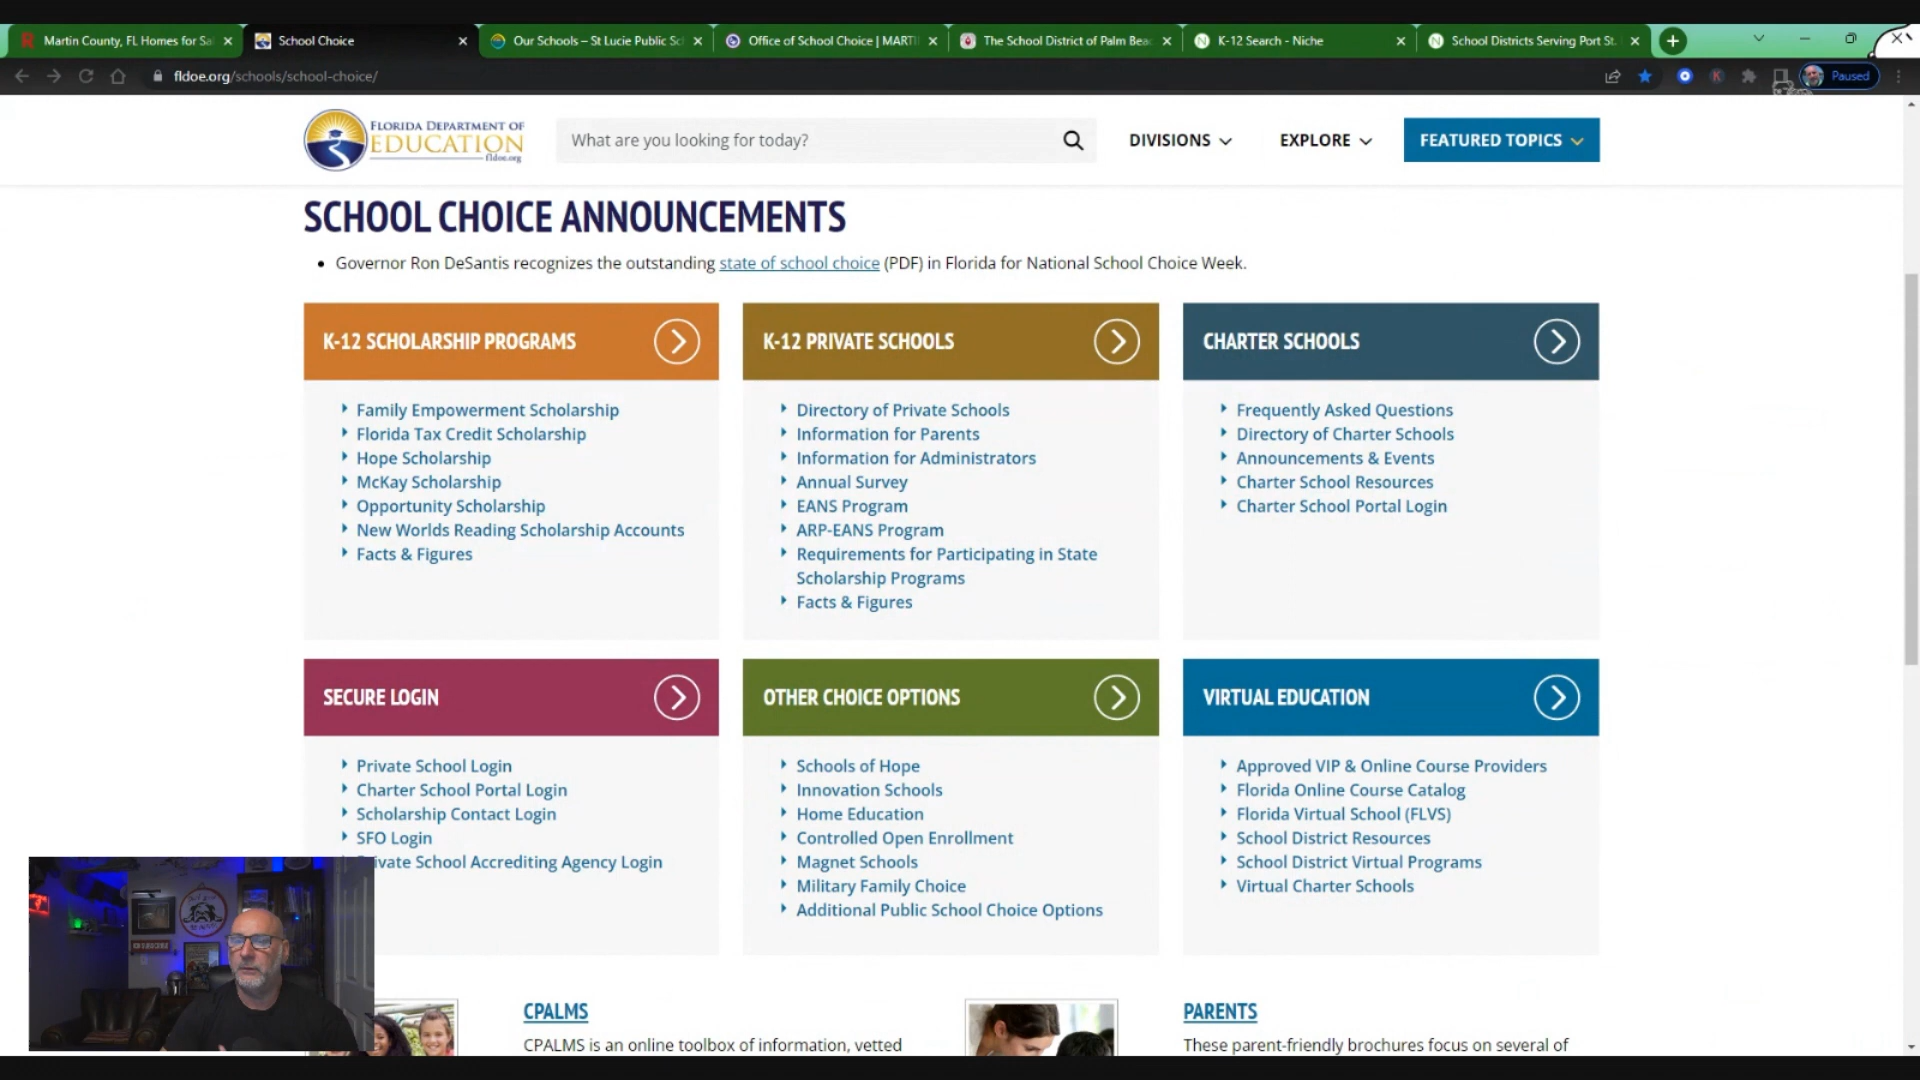 Martin County, FL Homes for Sa
School Choice
Our Schools – St Lucie Public Sc
Office of School Choice | MARTI
The School District of Palm Bea
K-12 Search - Niche
School Districts Serving Port St.
fldoe.org/schools/school-choice/
Paused
FLORIDA DEPARTMENT OF
EDUCATION
fldoe.org
What are you looking for today?
DIVISIONS
EXPLORE
FEATURED TOPICS
SCHOOL CHOICE ANNOUNCEMENTS
Governor Ron DeSantis recognizes the outstanding state of school choice (PDF) in Florida for National School Choice Week.
K-12 SCHOLARSHIP PROGRAMS
Family Empowerment Scholarship
Florida Tax Credit Scholarship
Hope Scholarship
McKay Scholarship
Opportunity Scholarship
New Worlds Reading Scholarship Accounts
Facts & Figures
K-12 PRIVATE SCHOOLS
Directory of Private Schools
Information for Parents
Information for Administrators
Annual Survey
EANS Program
ARP-EANS Program
Requirements for Participating in State
Scholarship Programs
Facts & Figures
CHARTER SCHOOLS
Frequently Asked Questions
Directory of Charter Schools
Announcements & Events
Charter School Resources
Charter School Portal Login
SECURE LOGIN
Private School Login
Charter School Portal Login
Scholarship Contact Login
SFO Login
ivate School Accrediting Agency Login
OTHER CHOICE OPTIONS
Schools of Hope
Innovation Schools
Home Education
Controlled Open Enrollment
Magnet Schools
Military Family Choice
Additional Public School Choice Options
VIRTUAL EDUCATION
Approved VIP & Online Course Providers
Florida Online Course Catalog
Florida Virtual School (FLVS)
School District Resources
School District Virtual Programs
Virtual Charter Schools
CPALMS
CPALMS is an online toolbox of information, vetted
PARENTS
These parent-friendly brochures focus on several of